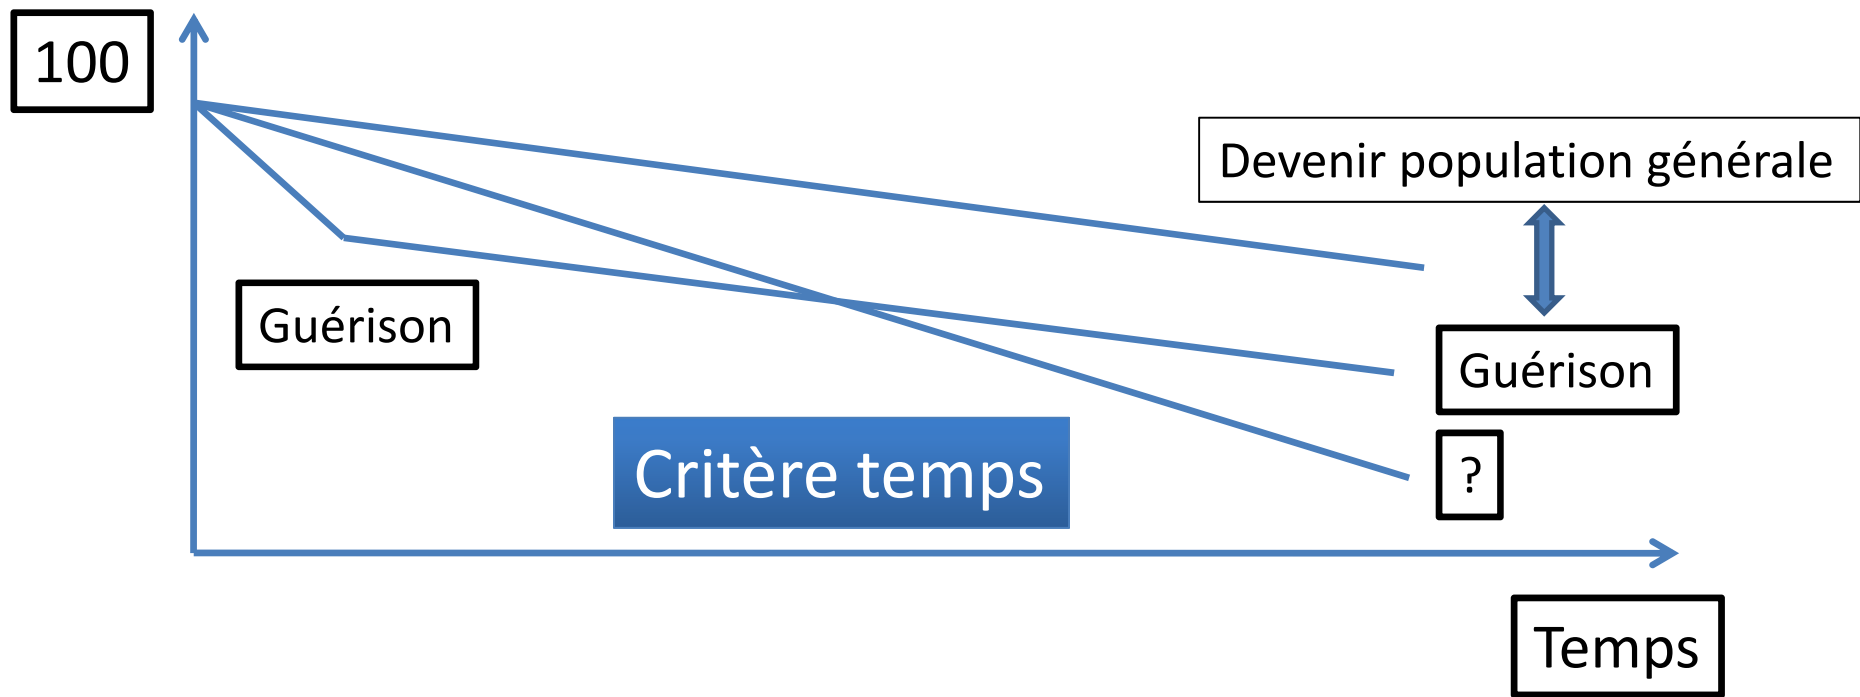 100
Devenir population générale
Guérison
Guérison
?
Critère temps
Temps